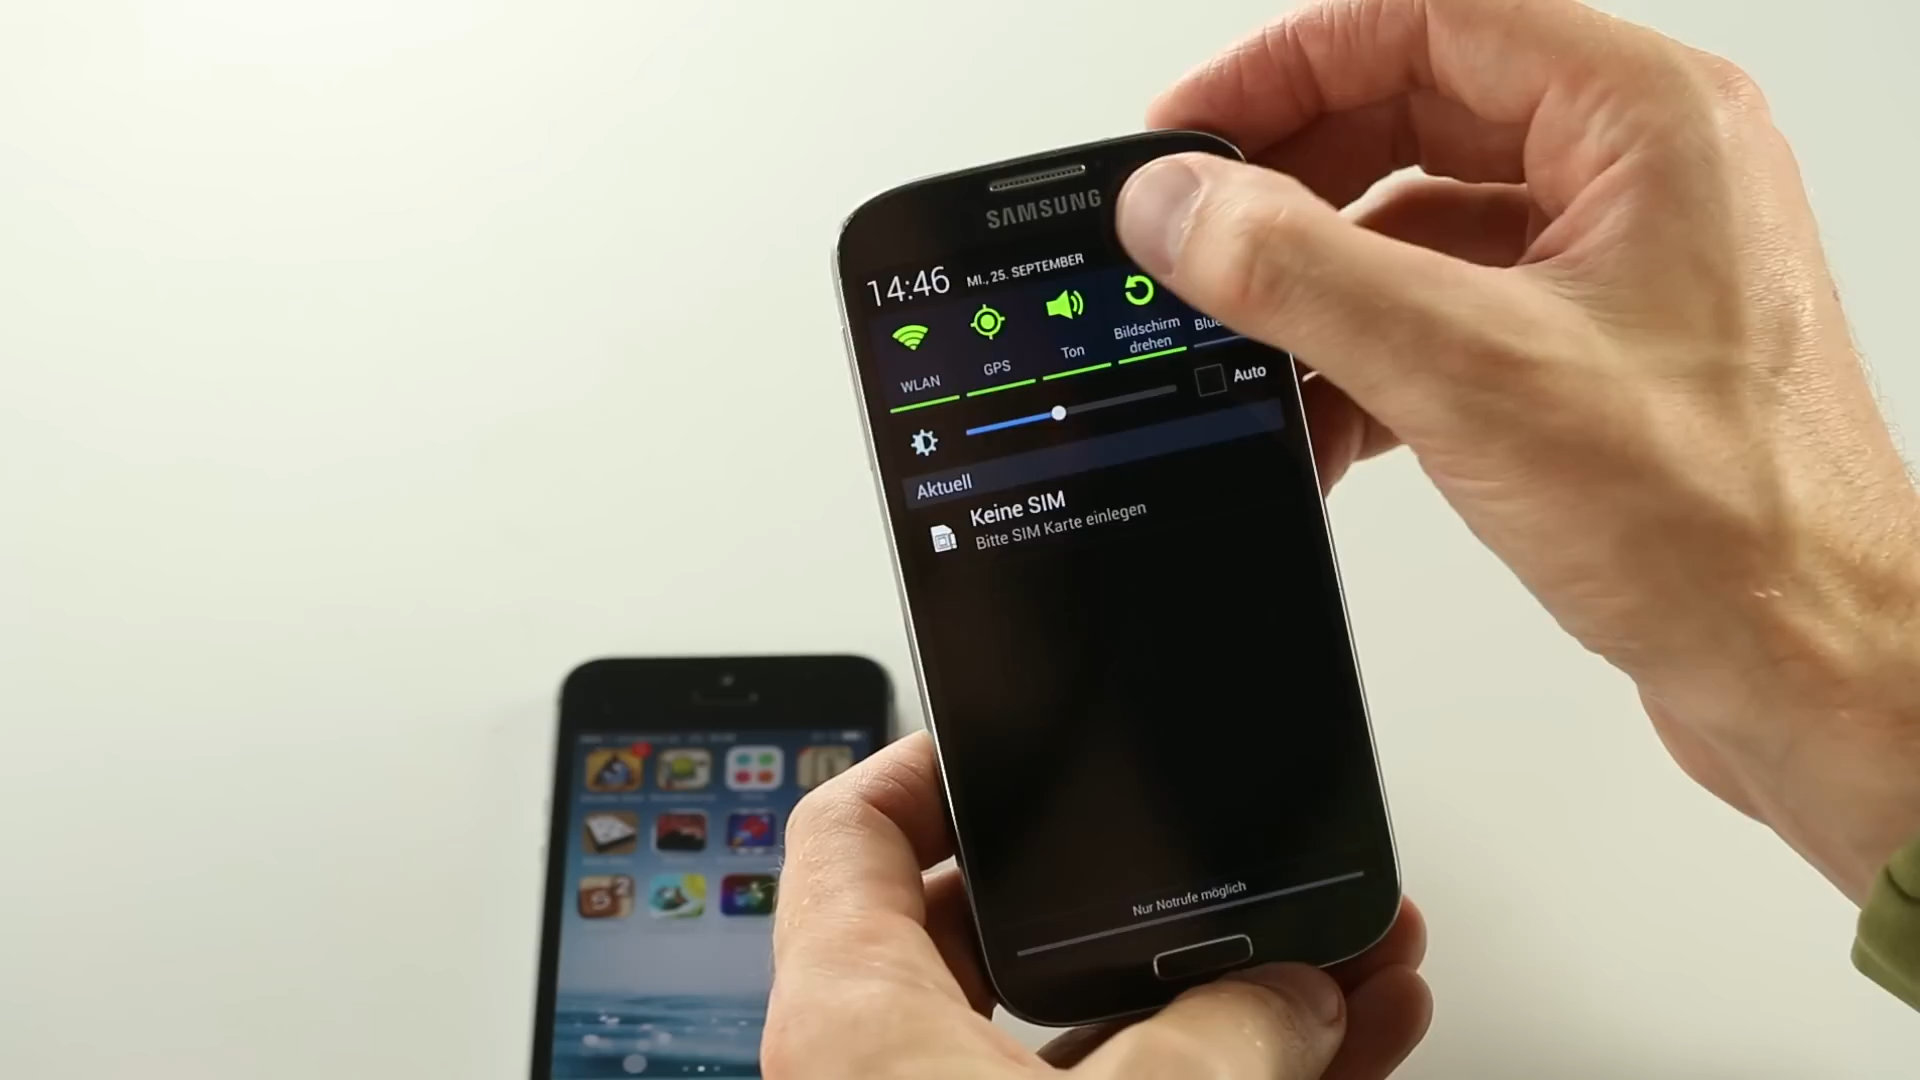 SAMSUNG
14:46 MI., 25. SEPTEMBER
WLAN GPS Ton Bildschirm
drehen
Auto
Aktuell
Keine SIM
Bitte SIM Karte einlegen
Nur Notrufe möglich